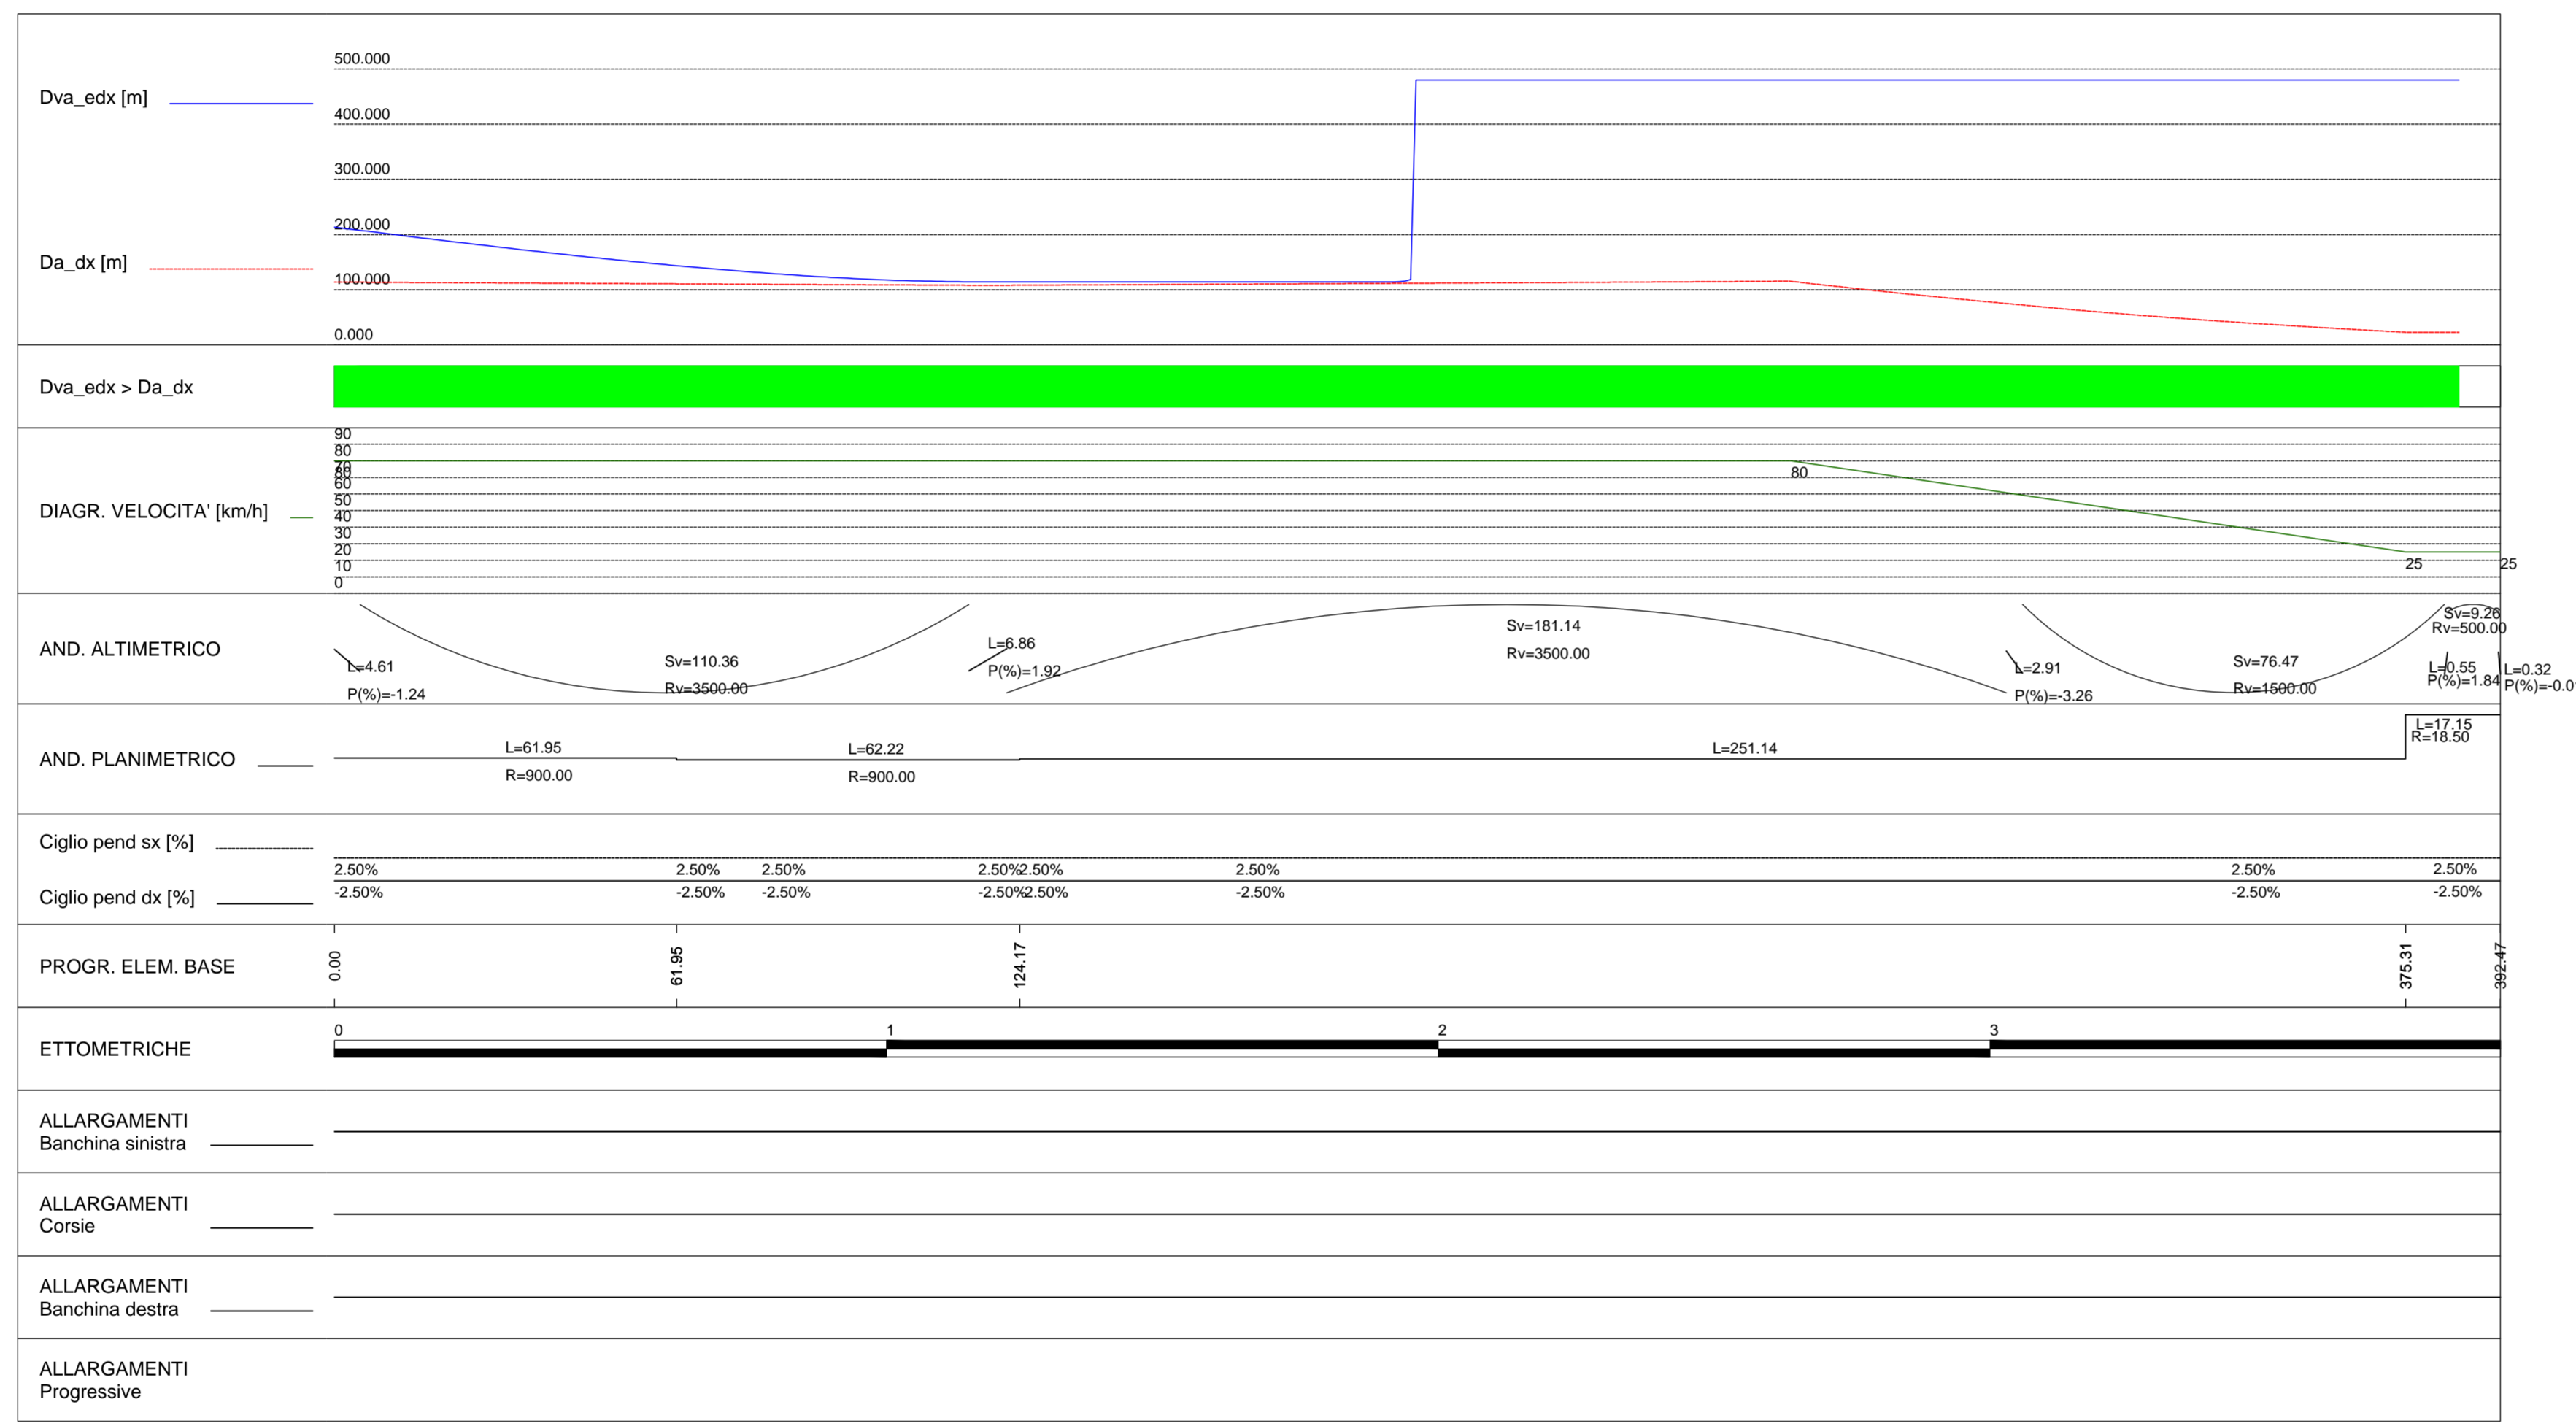 500.000
Dva_edx [m]
400.000
300.000
200.000
Da_dx [m]
100.000
0.000
Dva_edx > Da_dx
90
80
70
80
80
60
50
DIAGR. VELOCITA' [km/h]
40
30
20
10
25
25
0
AND. ALTIMETRICO
L=4.61
P(%)=-1.24
Sv=110.36
Rv=3500.00
L=6.86
P(%)=1.92
Sv=181.14
Rv=3500.00
L=2.91
P(%)=-3.26
Sv=76.47
Rv=1500.00
Sv=9.26
Rv=500.00
L=0.55
P(%)=1.84
L=0.32
P(%)=-0.0
AND. PLANIMETRICO
L=61.95
R=900.00
L=62.22
R=900.00
L=251.14
L=17.15
R=18.50
Ciglio pend sx [%]
2.50% 2.50% 2.50% 2.50% 2.50% 2.50% 2.50% 2.50%
Ciglio pend dx [%]
-2.50% -2.50% -2.50% -2.50% -2.50% -2.50% -2.50% -2.50%
PROGR. ELEM. BASE
0.00
61.95
124.17
375.31
392.47
ETTOMETRICHE
0 1 2 3
ALLARGAMENTI
Banchina sinistra
ALLARGAMENTI
Corsie
ALLARGAMENTI
Banchina destra
ALLARGAMENTI
Progressive